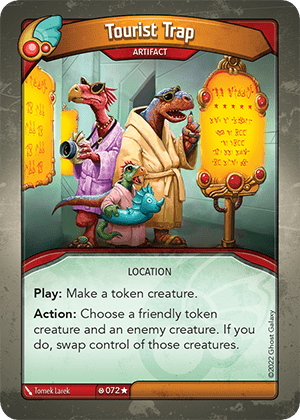 Tourist Trap
ARTIFACT
LOCATION
Play: Make a token creature.
Action: Choose a friendly token
creature and an enemy creature. If you
do, swap control of those creatures.
©2022 Ghost Galaxy
Tomek Larek
072